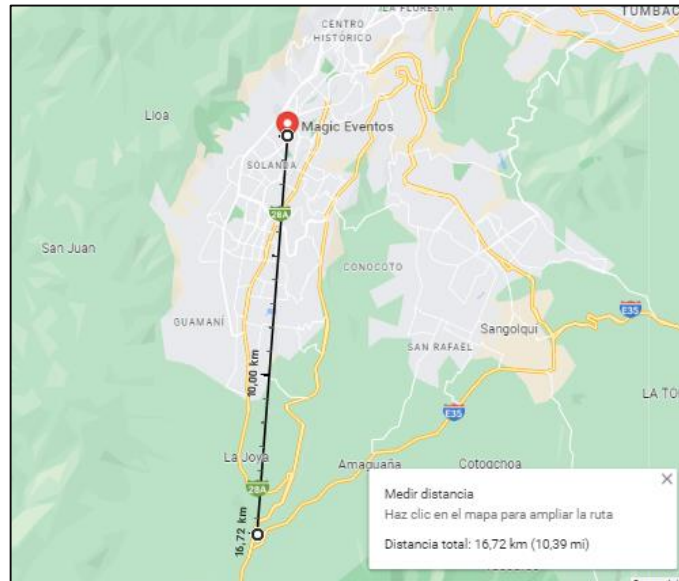 LA FLORESTA
TUMBAC
CENTRO
HISTÓRICO
Lloa
Magic Eventos
SOLANDA
28A
San Juan
CONOCOTO
GUAMANÍ
E35
Sangolquí
SAN RAFAEL
10,00 km
LA TO
E35
La Joya
Amaguaña
Cotogchoa
28A
16,72 km
Medir distancia
Haz clic en el mapa para ampliar la ruta
Distancia total: 16,72 km (10,39 mi)